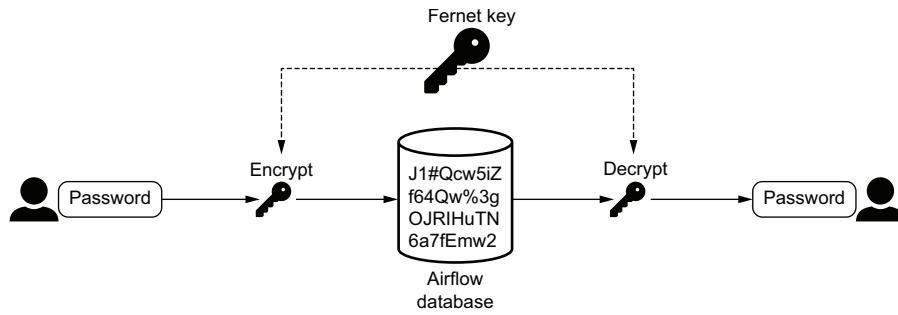 Fernet key
Encrypt
Decrypt
Password
J1#Qcw5iZ
f64Qw%3g
OJRIHuTN
6a7fEmw2
Password
Airflow
database